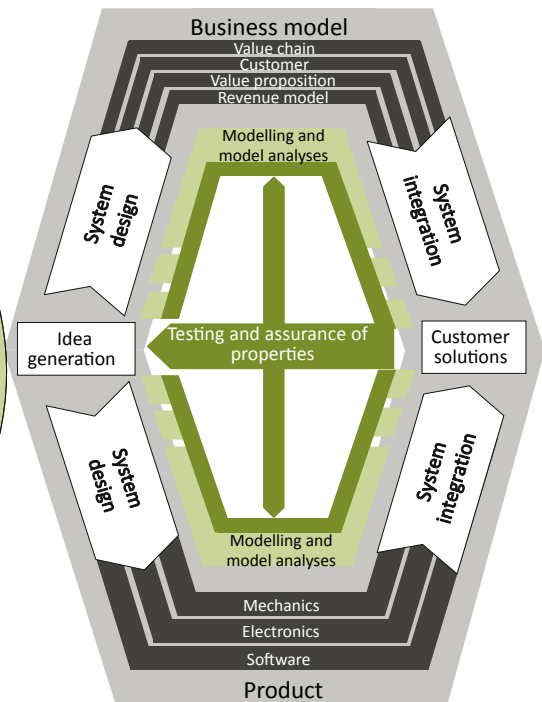 Business model
Value chain
Customer
Value proposition
Revenue model
Modelling and
model analyses
System
design
System
integration
Idea
generation
Testing and assurance of
properties
Customer
solutions
System
design
System
integration
Modelling and
model analyses
Mechanics
Electronics
Software
Product